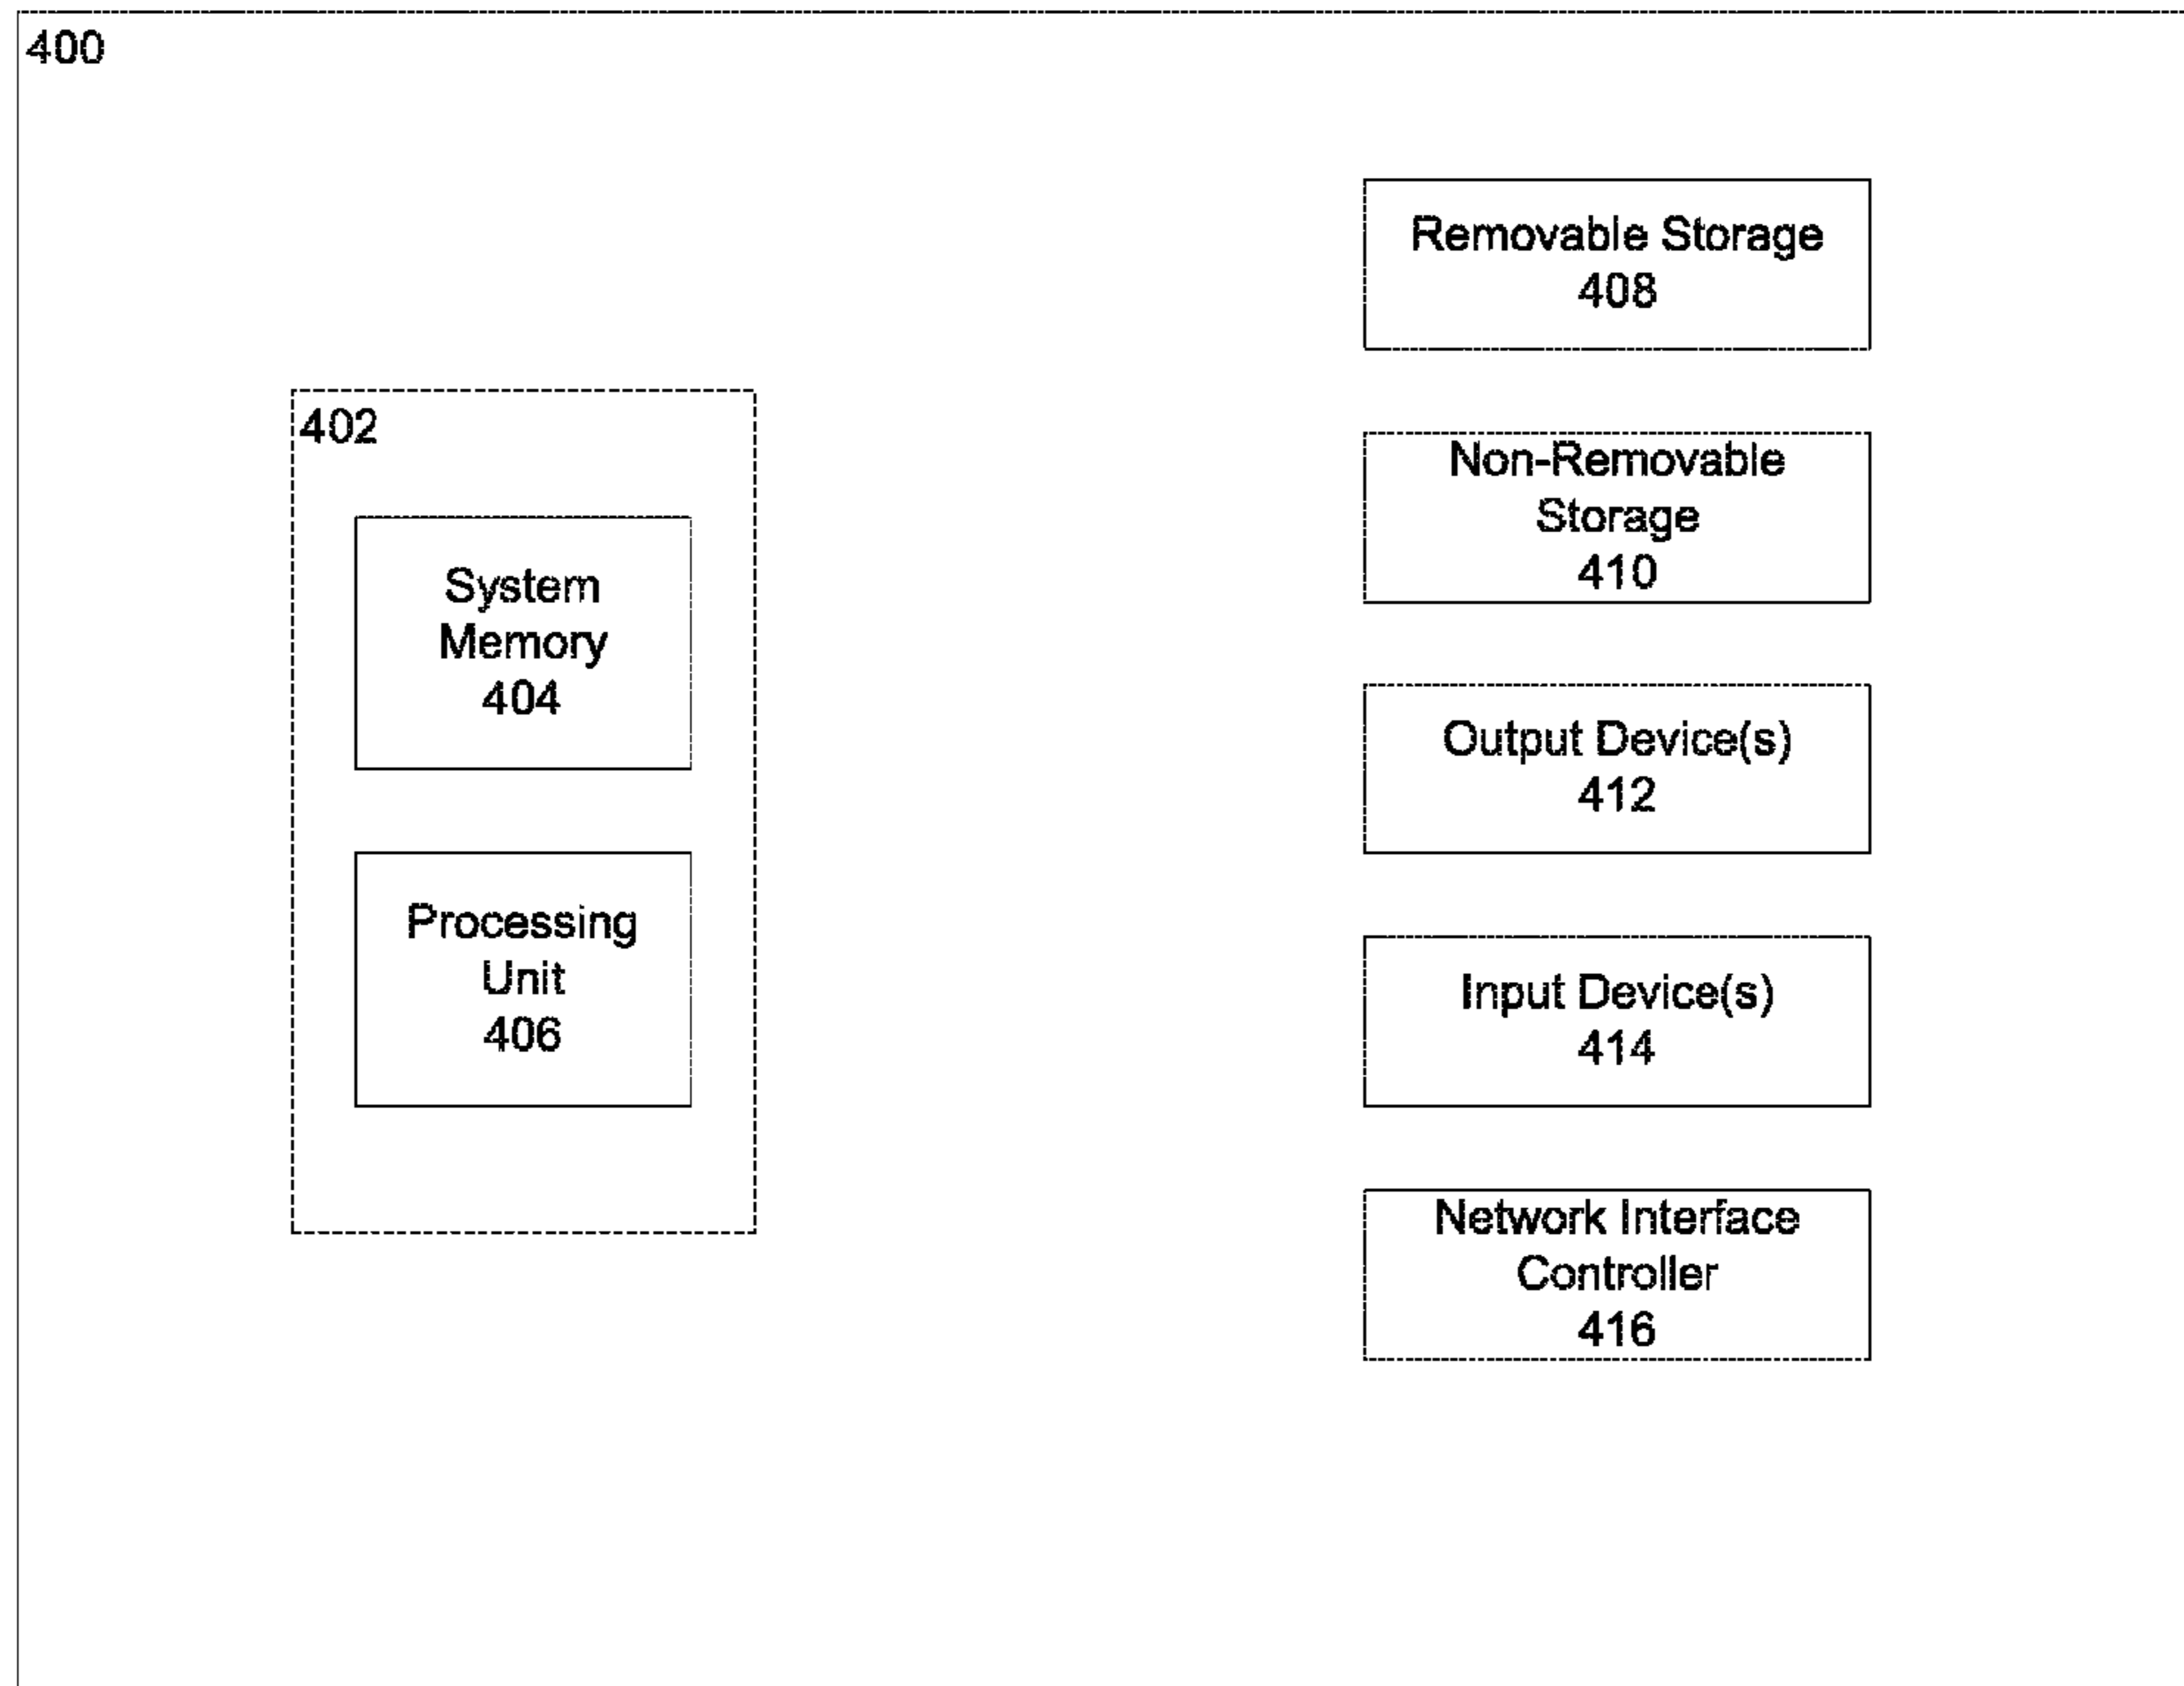 400
402
System
Memory
404
Processing
Unit
406
Removable Storage
408
Non-Removable
Storage
410
Output Device(s)
412
Input Device(s)
414
Network Interface
Controller
416